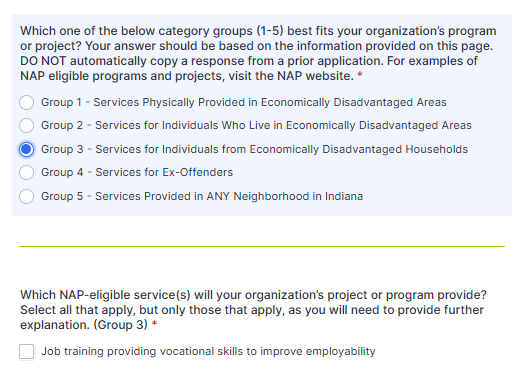 Which one of the below category groups (1-5) best fits your organization's program
or project? Your answer should be based on the information provided on this page.
DO NOT automatically copy a response from a prior application. For examples of
NAP eligible programs and projects, visit the NAP website. *
Group 1 - Services Physically Provided in Economically Disadvantaged Areas
Group 2 - Services for Individuals Who Live in Economically Disadvantaged Areas
Group 3 - Services for Individuals from Economically Disadvantaged Households
Group 4 - Services for Ex-Offenders
Group 5 - Services Provided in ANY Neighborhood in Indiana
Which NAP-eligible service(s) will your organization's project or program provide?
Select all that apply, but only those that apply, as you will need to provide further
explanation. (Group 3) *
Job training providing vocational skills to improve employability